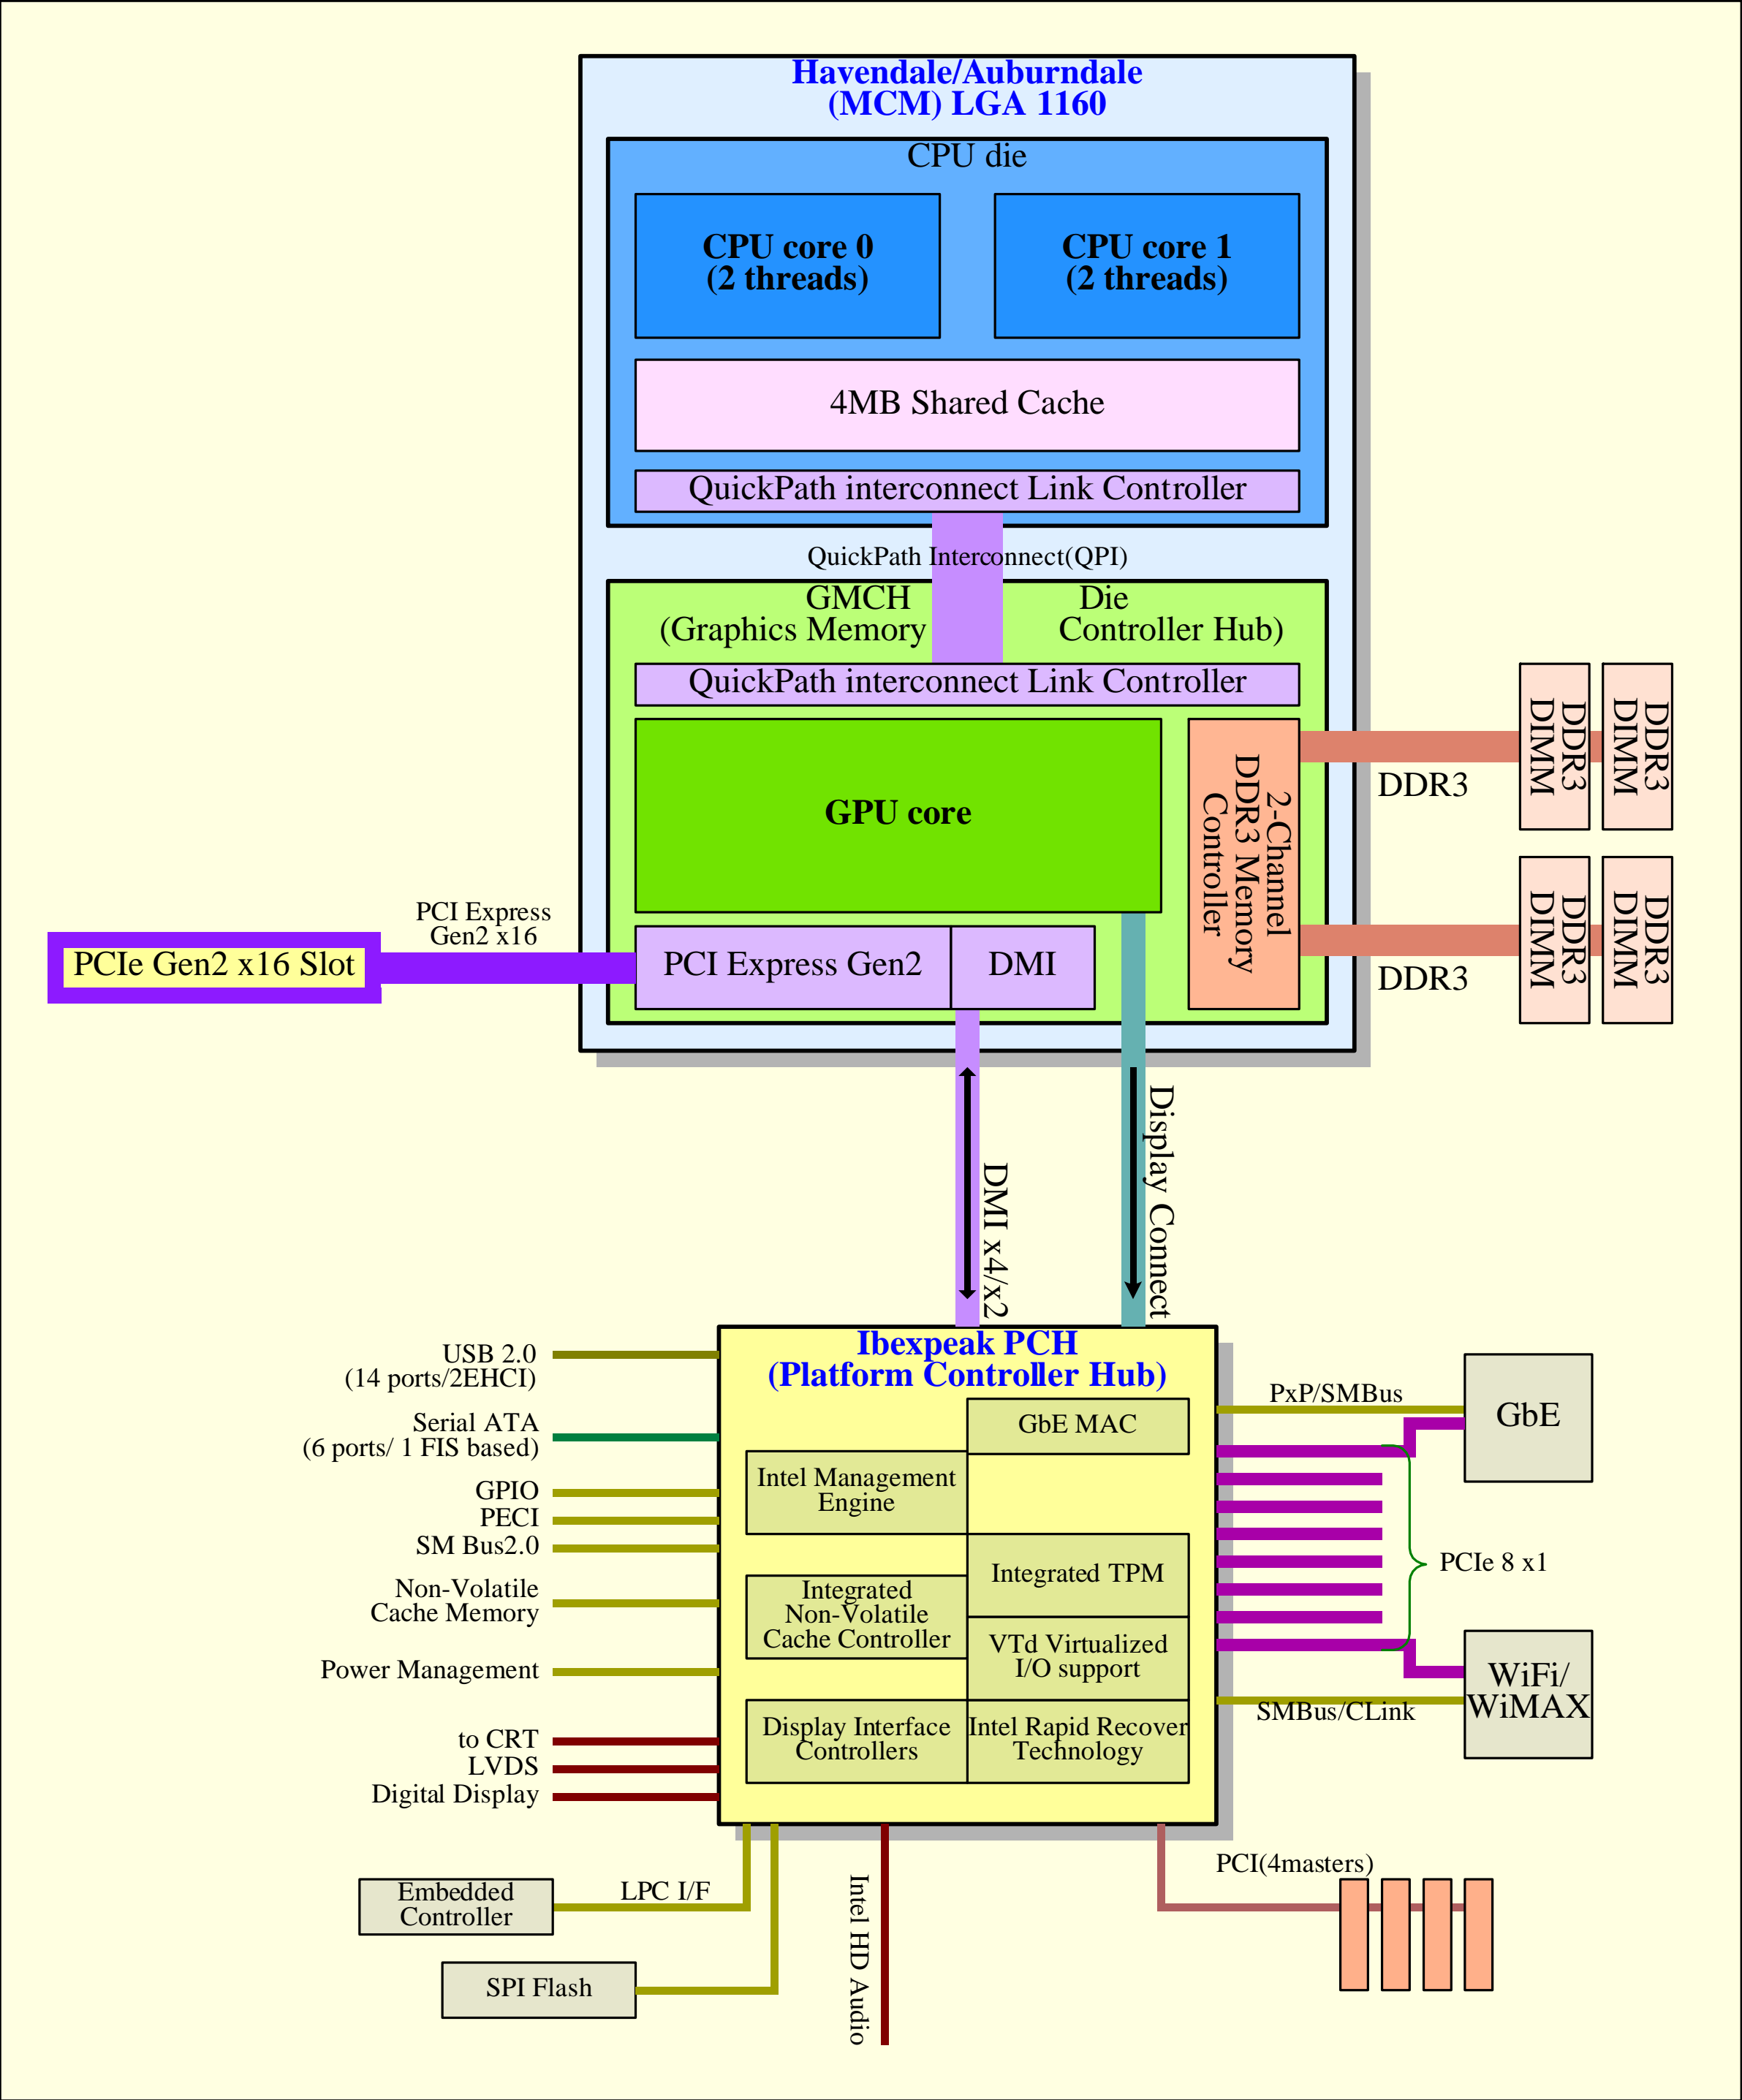 Havendale/Auburndale
(MCM) LGA 1160
CPU die
CPU core 0
(2 threads)
CPU core 1
(2 threads)
4MB Shared Cache
QuickPath interconnect Link Controller
QuickPath Interconnect(QPI)
GMCH Die
(Graphics Memory Controller Hub)
QuickPath interconnect Link Controller
GPU core
2-Channel
DDR3 Memory
Controller
DDR3
DDR3
DIMM
DDR3
DIMM
DDR3
DDR3
DIMM
DDR3
DIMM
PCI Express
Gen2 x16
PCIe Gen2 x16 Slot
PCI Express Gen2
DMI
DMI x4/x2
Display Connect
Ibexpeak PCH
(Platform Controller Hub)
USB 2.0
(14 ports/2EHCI)
Serial ATA
(6 ports/ 1 FIS based)
GPIO
PECI
SM Bus2.0
Non-Volatile
Cache Memory
Power Management
to CRT
LVDS
Digital Display
GbE MAC
Intel Management
Engine
Integrated TPM
Integrated
Non-Volatile
Cache Controller
VTd Virtualized
I/O support
Display Interface
Controllers
Intel Rapid Recover
Technology
PxP/SMBus
GbE
PCIe 8 x1
WiFi/
WiMAX
SMBus/CLink
Embedded
Controller
LPC I/F
SPI Flash
Intel HD Audio
PCI(4masters)